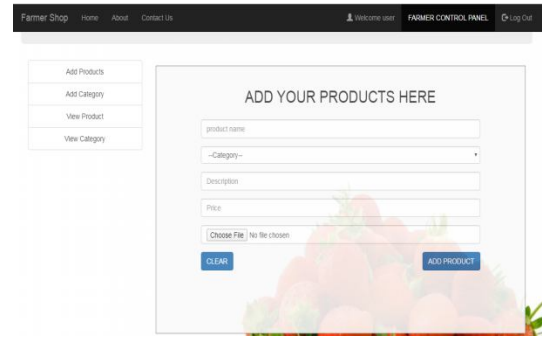 Farmer Shop Home About Contact Us Welcome user FARMER CONTROL PANEL Log Out
Add Products
Add Category
View Product
View Category
ADD YOUR PRODUCTS HERE
product name
--Category--
Description
Price
Choose File No file chosen
CLEAR ADD PRODUCT